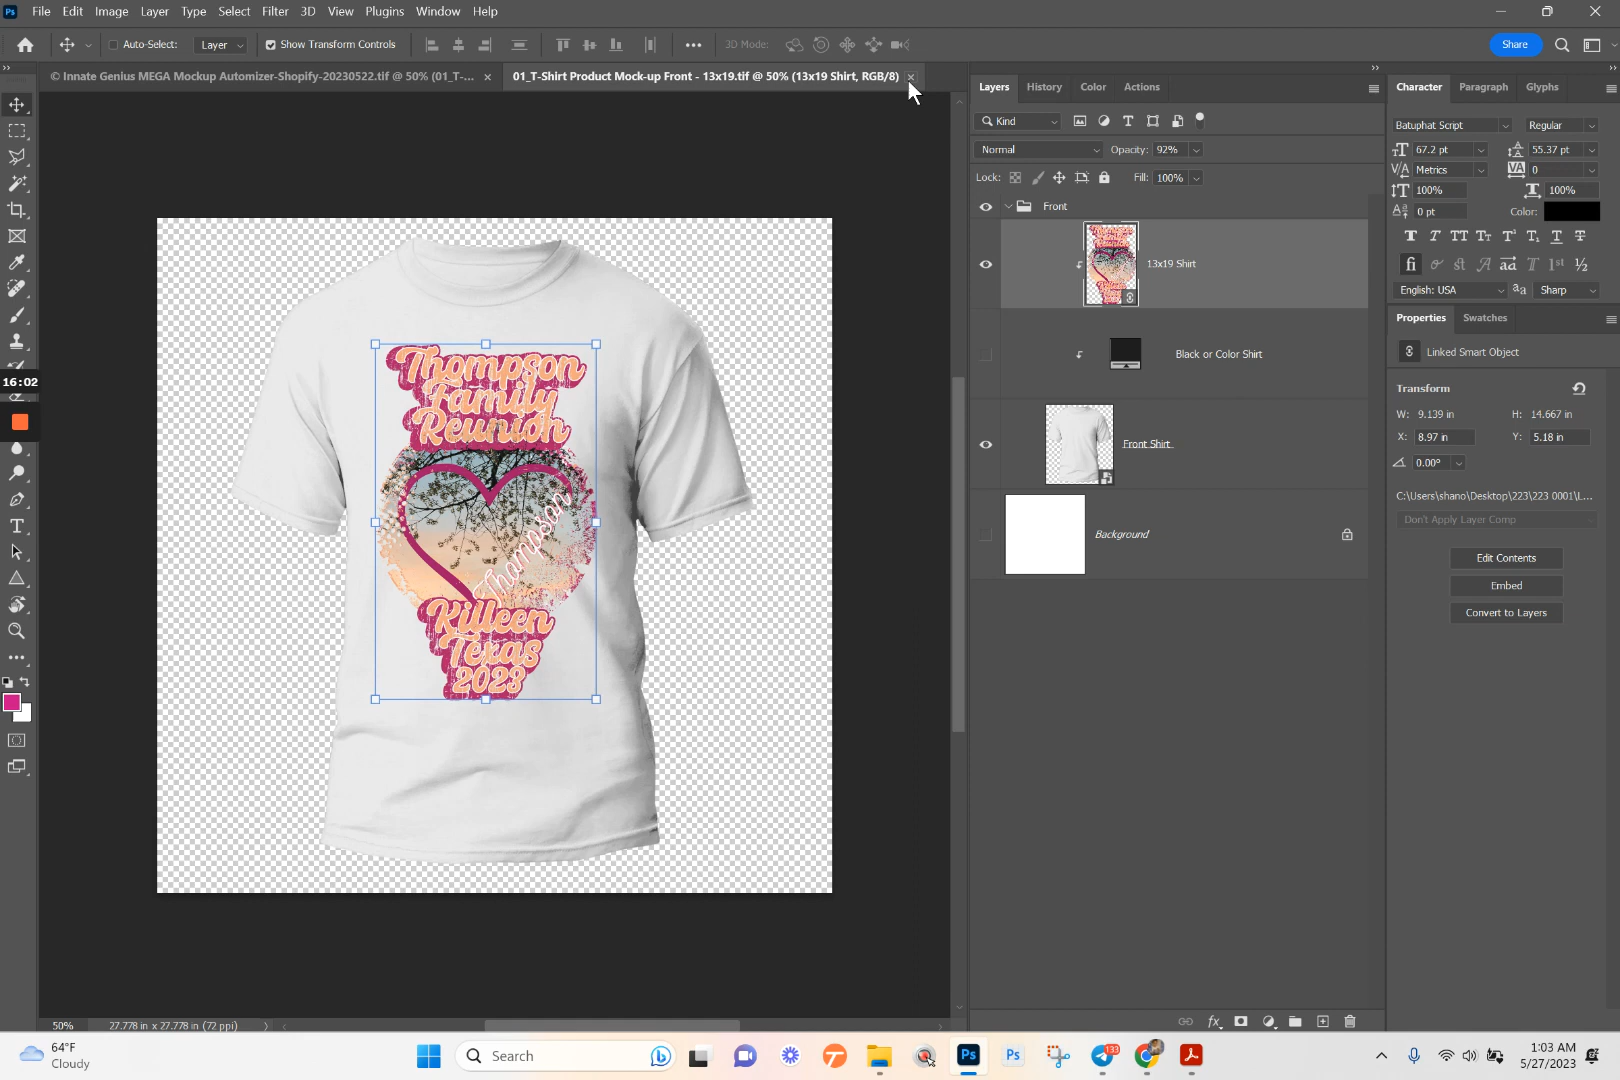 Ps File Edit Image Layer Type Select Filter 3D View Plugins Window Help
Auto-Select: Layer Show Transform Controls 3D Mode: Share
© Innate Genius MEGA Mockup Automizer-Shopify-20230522.tif @ 50% (01_T-... × 01_T-Shirt Product Mock-up Front - 13x19.tif @ 50% (13x19 Shirt, RGB/8) ×
16:02
Thompson
Family
Reunion
Thompson
Killeen
Texas
2023
50% 27.778 in x 27.778 in (72 ppi)
Layers History Color Actions
Kind
Normal Opacity: 92%
Lock: Fill: 100%
Front
13x19 Shirt
Black or Color Shirt
Front Shirt
Background
fx
Character Paragraph Glyphs
Batuphat Script Regular
67.2 pt 55.37 pt
Metrics 0
100% 100%
0 pt Color:
English: USA aa Sharp
Properties Swatches
Linked Smart Object
Transform
W: 9.139 in H: 14.667 in
X: 8.97 in Y: 5.18 in
0.00°
C:\Users\shano\Desktop\223\223 0001\L...
Don't Apply Layer Comp
Edit Contents
Embed
Convert to Layers
64°F
Cloudy
Search
Ps Ps 133
1:03 AM
5/27/2023